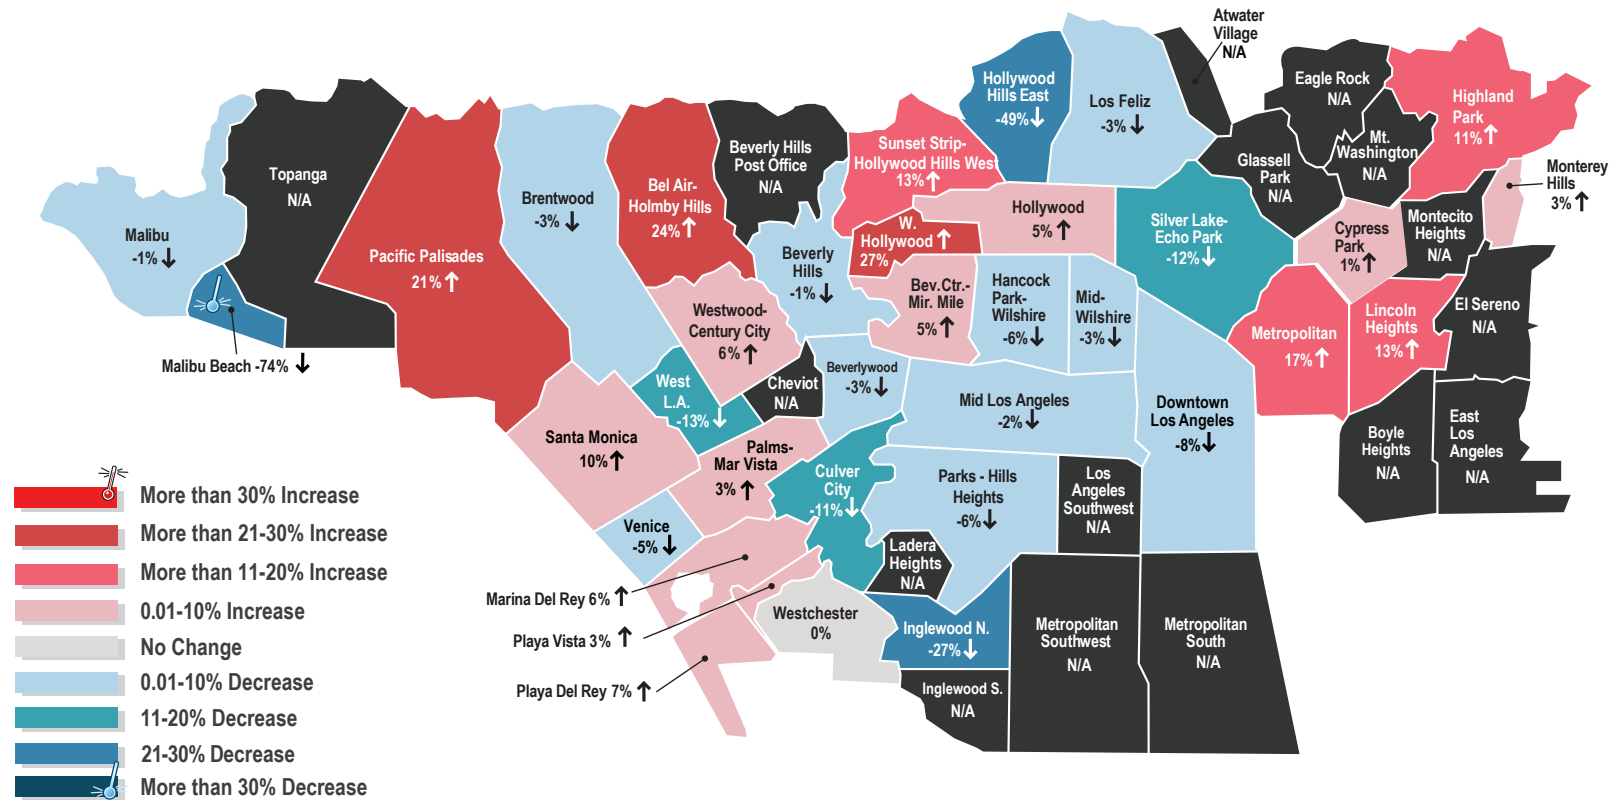 Atwater
Village
N/A
Hollywood
Hills East
-49%
Los Feliz
-3%
Eagle Rock
N/A
Highland
Park
11%
Mt.
Washington
N/A
Glassell
Park
N/A
Monterey
Hills
3%
Topanga
N/A
Malibu
-1%
Malibu Beach -74%
Pacific Palisades
21%
Brentwood
-3%
Bel Air-
Holmby Hills
24%
Beverly Hills
Post Office
N/A
Sunset Strip-
Hollywood Hills West
13%
W.
Hollywood
27%
Hollywood
5%
Silver Lake-
Echo Park
-12%
Cypress
Park
1%
Montecito
Heights
N/A
Beverly
Hills
-1%
Bev.Ctr.-
Mir. Mile
5%
Hancock
Park-
Wilshire
-6%
Mid-
Wilshire
-3%
Metropolitan
17%
Lincoln
Heights
13%
El Sereno
N/A
Westwood-
Century City
6%
West
L.A.
-13%
Cheviot
N/A
Beverlywood
-3%
Mid Los Angeles
-2%
Downtown
Los Angeles
-8%
Boyle
Heights
N/A
East
Los
Angeles
N/A
Santa Monica
10%
Palms-
Mar Vista
3%
Culver
City
-11%
Parks - Hills
Heights
-6%
Los
Angeles
Southwest
N/A
Venice
-5%
Ladera
Heights
N/A
Marina Del Rey 6%
Playa Vista 3%
Playa Del Rey 7%
Westchester
0%
Inglewood N.
-27%
Inglewood S.
N/A
Metropolitan
Southwest
N/A
Metropolitan
South
N/A
More than 30% Increase
More than 21-30% Increase
More than 11-20% Increase
0.01-10% Increase
No Change
0.01-10% Decrease
11-20% Decrease
21-30% Decrease
More than 30% Decrease